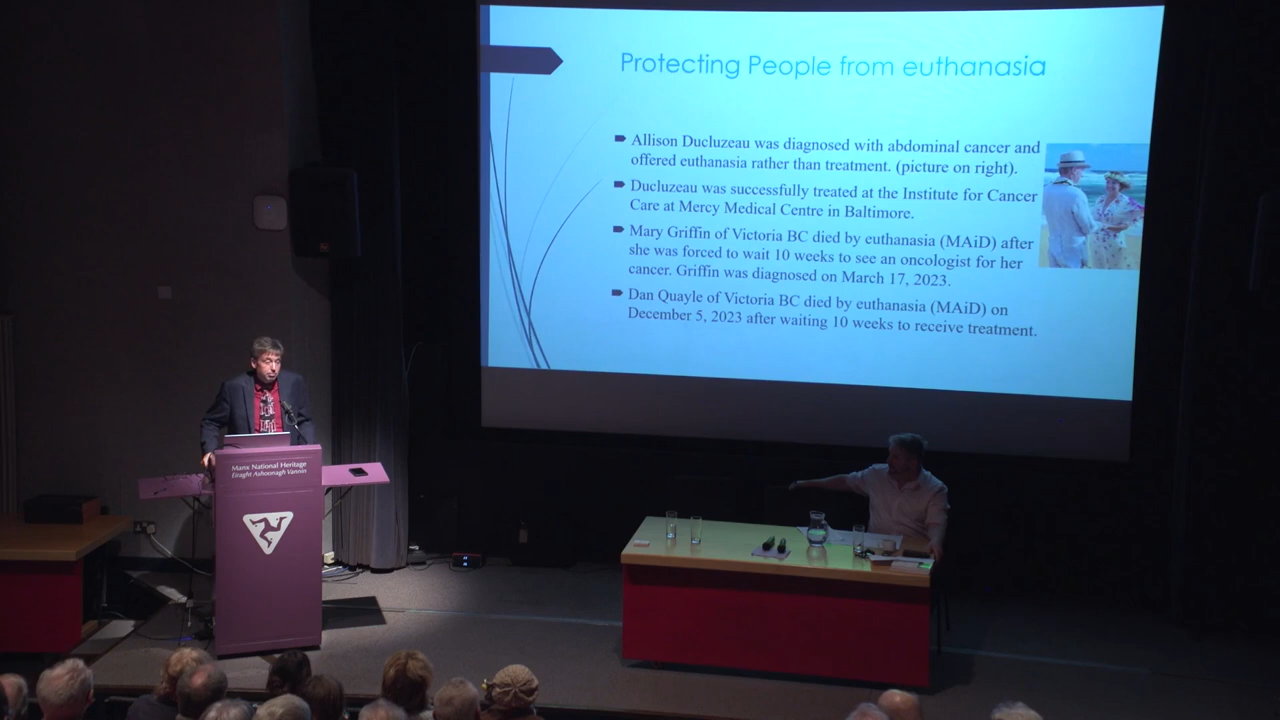 Protecting People from euthanasia
Allison Ducluzeau was diagnosed with abdominal cancer and
offered euthanasia rather than treatment. (picture on right).
Ducluzeau was successfully treated at the Institute for Cancer
Care at Mercy Medical Centre in Baltimore.
Mary Griffin of Victoria BC died by euthanasia (MAiD) after
she was forced to wait 10 weeks to see an oncologist for her
cancer. Griffin was diagnosed on March 17, 2023.
Dan Quayle of Victoria BC died by euthanasia (MAiD) on
December 5, 2023 after waiting 10 weeks to receive treatment.
Manx National Heritage
Eiraght Ashoonagh Vannin